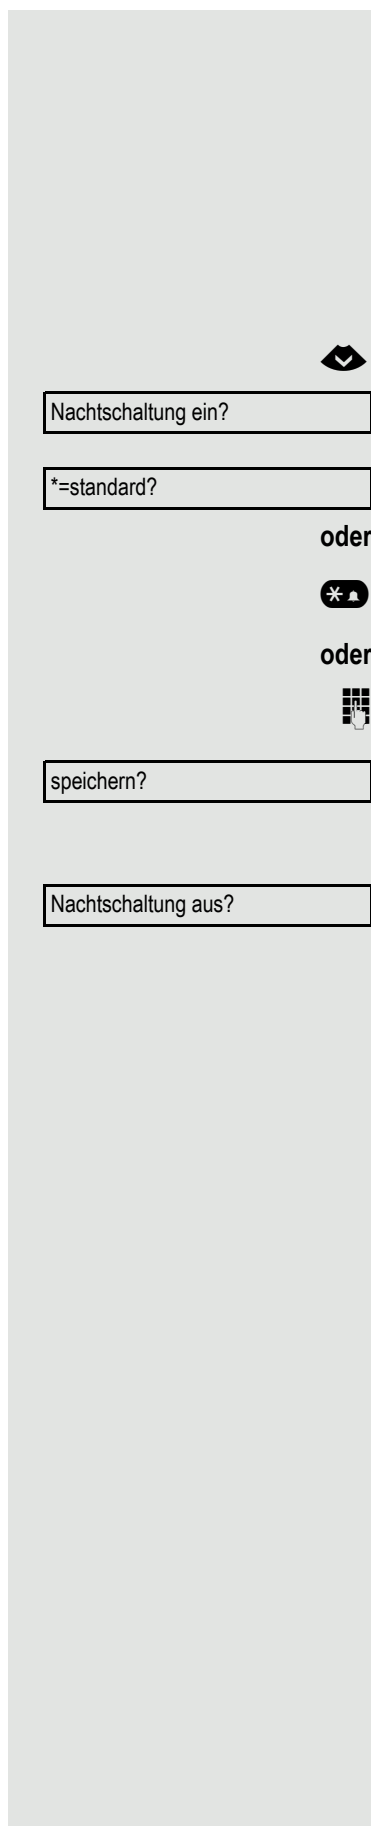 Nachtschaltung ein?
*=standard?
oder
oder
speichern?
Nachtschaltung aus?